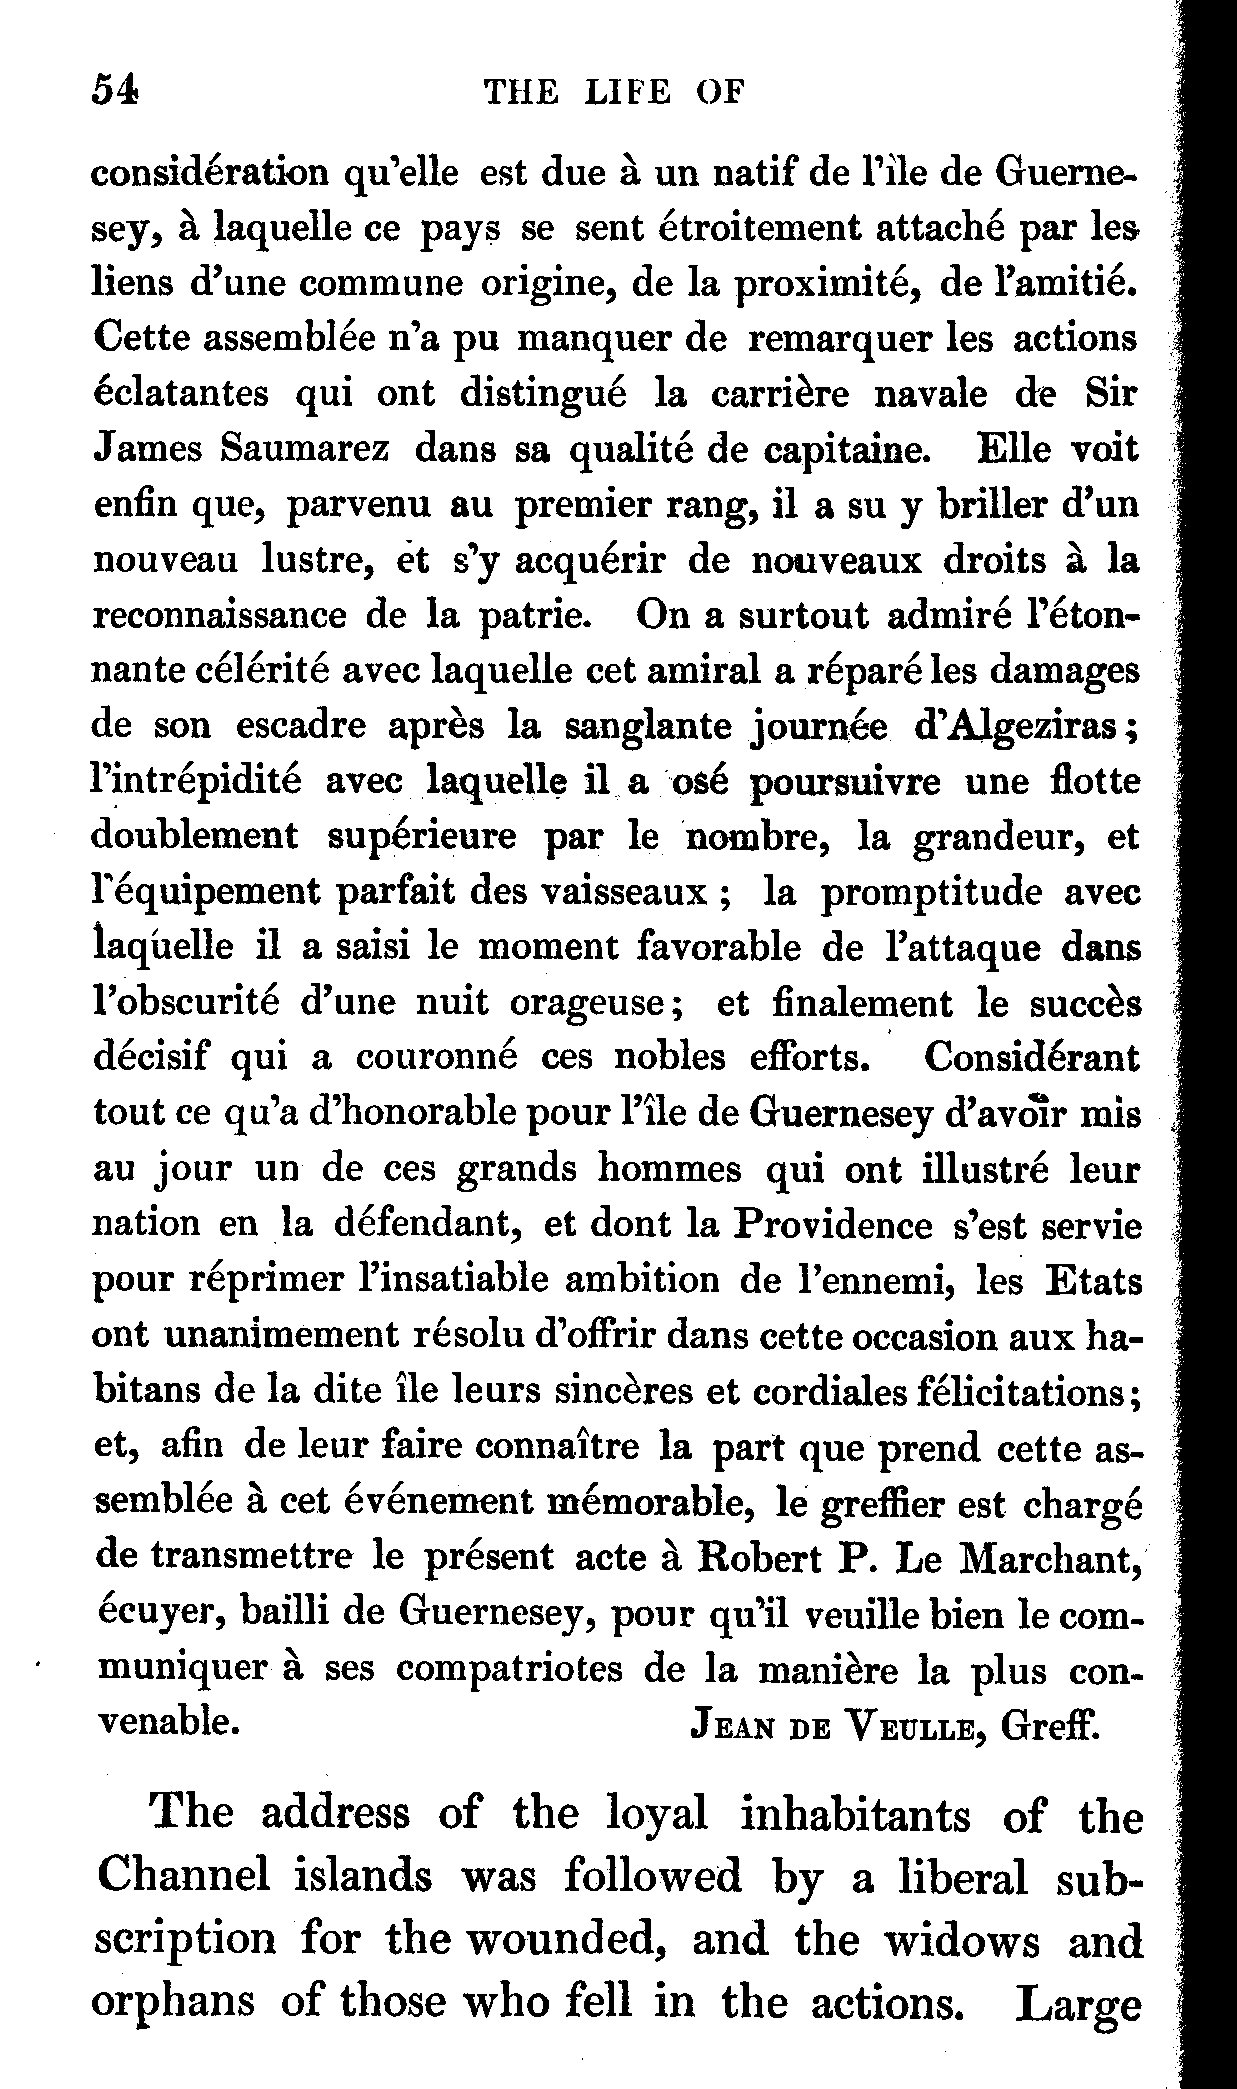 54 THE LIFE OF
considération qu'elle est due à un natif de l'île de Guerne-
sey, à laquelle ce pays se sent étroitement attaché par les
liens d'une commune origine, de la proximité, de l'amitié.
Cette assemblée n'a pu manquer de remarquer les actions
éclatantes qui ont distingué la carrière navale de Sir
James Saumarez dans sa qualité de capitaine. Elle voit
enfin que, parvenu au premier rang, il a su y briller d'un
nouveau lustre, et s'y acquérir de nouveaux droits à la
reconnaissance de la patrie. On a surtout admiré l'éton-
nante célérité avec laquelle cet amiral a réparé les damages
de son escadre après la sanglante journée d'Algeziras;
l'intrépidité avec laquelle il a osé poursuivre une flotte
doublement supérieure par le nombre, la grandeur, et
l'équipement parfait des vaisseaux ; la promptitude avec
laquelle il a saisi le moment favorable de l'attaque dans
l'obscurité d'une nuit orageuse; et finalement le succès
décisif qui a couronné ces nobles efforts. Considérant
tout ce qu'a d'honorable pour l'île de Guernesey d'avoir mis
au jour un de ces grands hommes qui ont illustré leur
nation en la défendant, et dont la Providence s'est servie
pour réprimer l'insatiable ambition de l'ennemi, les Etats
ont unanimement résolu d'offrir dans cette occasion aux ha-
bitans de la dite île leurs sincères et cordiales félicitations;
et, afin de leur faire connaître la part que prend cette as-
semblée à cet événement mémorable, le greffier est chargé
de transmettre le présent acte à Robert P. Le Marchant,
écuyer, bailli de Guernesey, pour qu'il veuille bien le com-
muniquer à ses compatriotes de la manière la plus con-
venable. JEAN DE VEULLE, Greff.
The address of the loyal inhabitants of the
Channel islands was followed by a liberal sub-
scription for the wounded, and the widows and
orphans of those who fell in the actions. Large